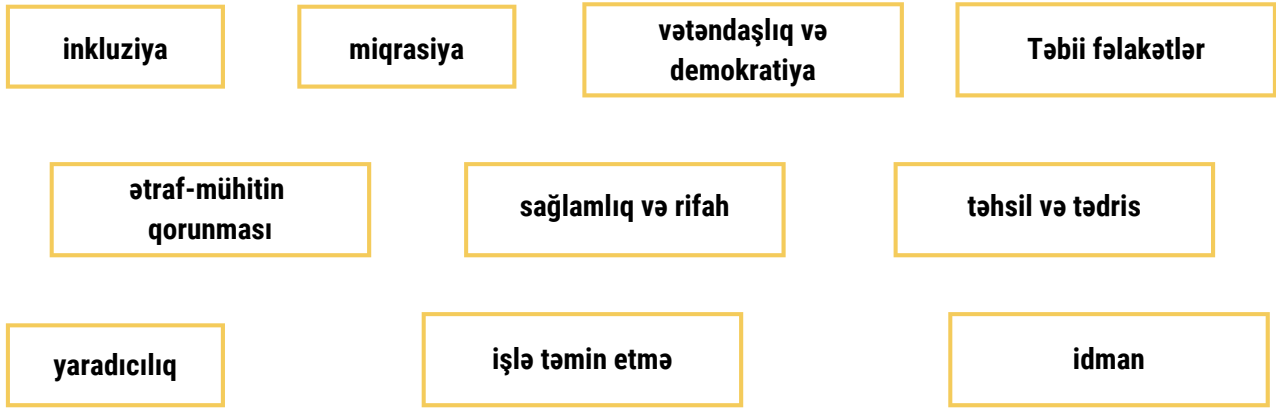 inkluziya
miqrasiya
vətəndaşlıq və
demokratiya
Təbii fəlakətlər
ətraf-mühitin
qorunması
sağlamlıq və rifah
təhsil və tədris
yaradıcılıq
işlə təmin etmə
idman